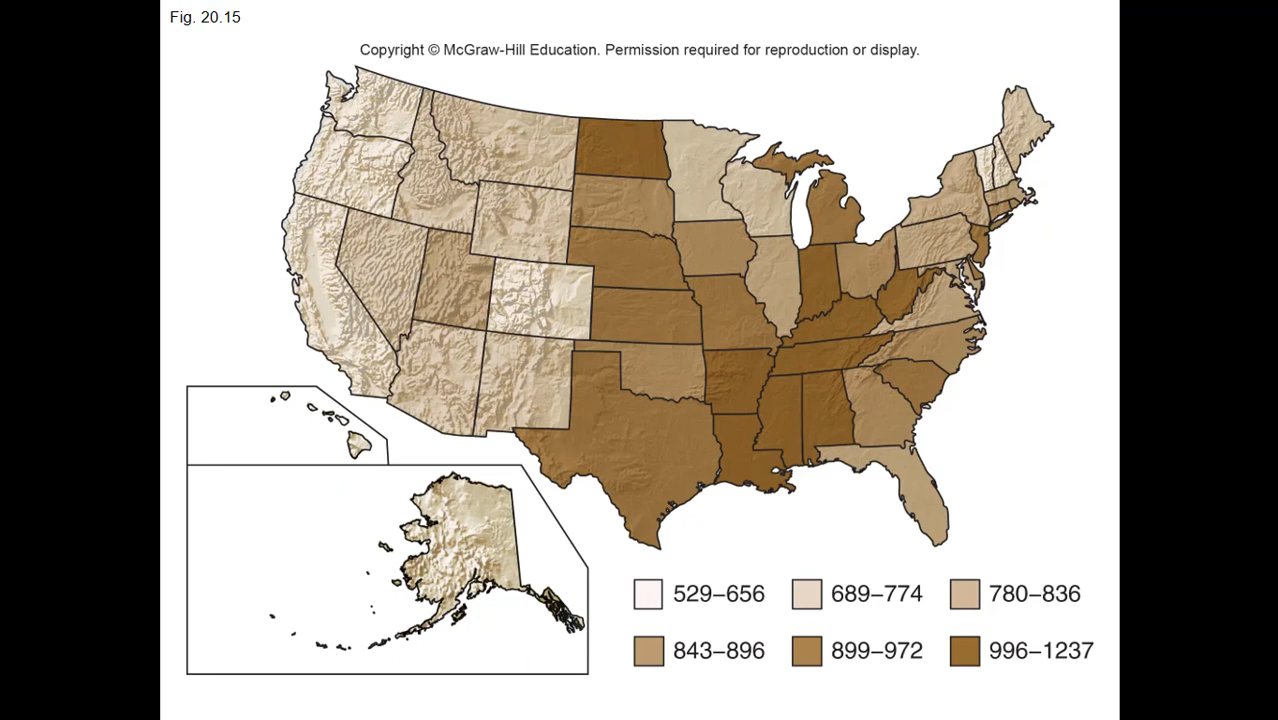 Fig. 20.15
Copyright © McGraw-Hill Education. Permission required for reproduction or display.
529–656 689–774 780–836
843–896 899–972 996–1237